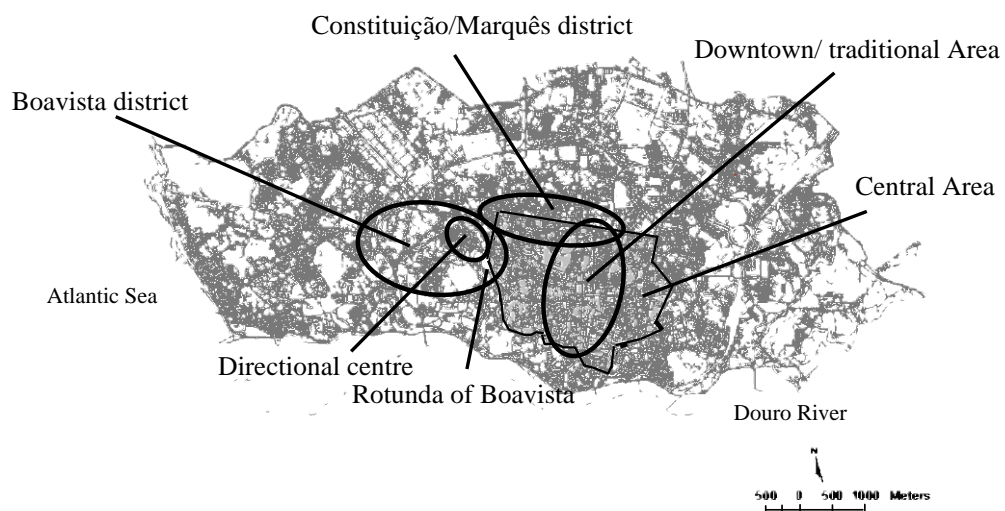 Constituição/Marquês district
Downtown/ traditional Area
Boavista district
Central Area
Atlantic Sea
Directional centre
Rotunda of Boavista
Douro River
N
500 0 500 1000 Meters